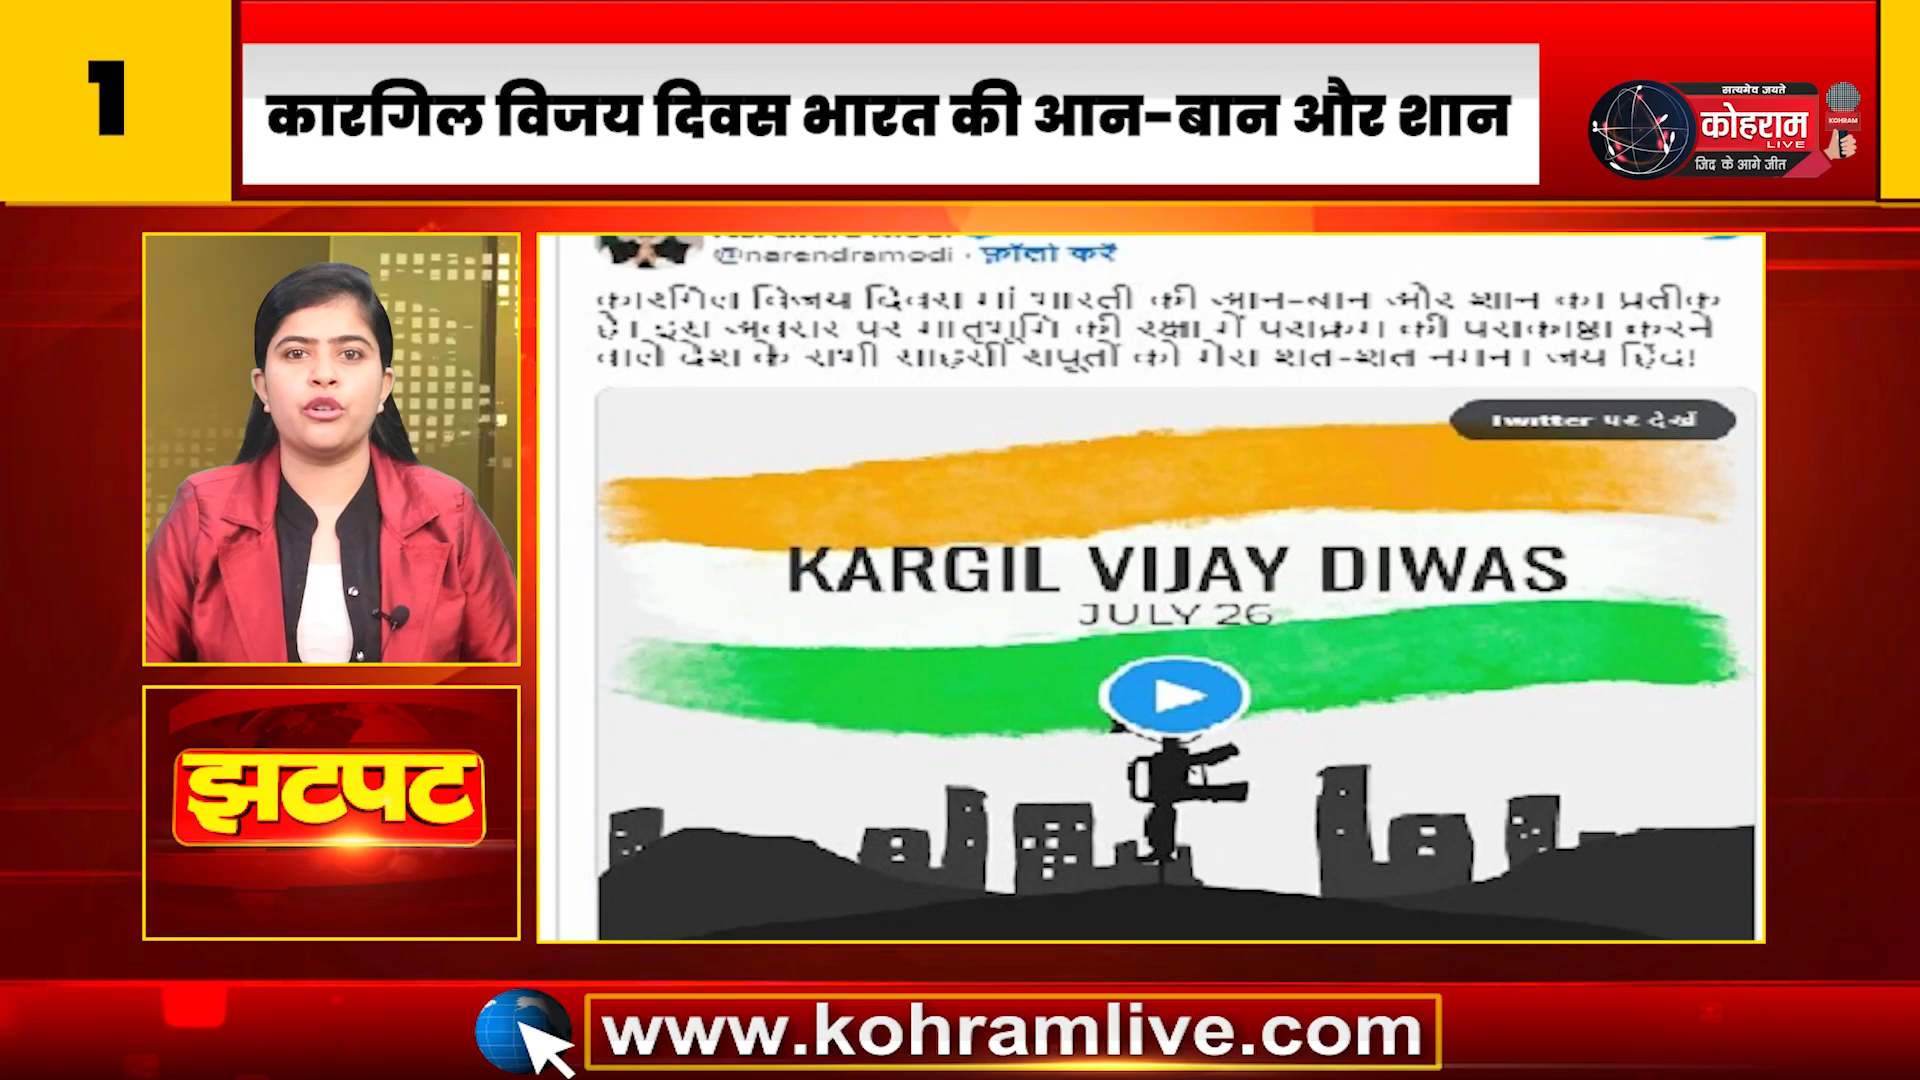 1
कारगिल विजय दिवस भारत की आन-बान और शान
सत्यमेव जयते
कोहराम
LIVE
जिद के आगे जीत
KOHRAM
@narendramodi · फ़ॉलो करें
कारगिल विजय दिवस मां भारती की आन-बान और शान का प्रतीक
है। इस अवसर पर मातृभूमि की रक्षा में पराक्रम की पराकाष्ठा करने
वाले देश के सभी साहसी सपूतों को मेरा शत-शत नमन। जय हिंद!
Twitter पर देखें
KARGIL VIJAY DIWAS
JULY 26
झटपट
www.kohramlive.com